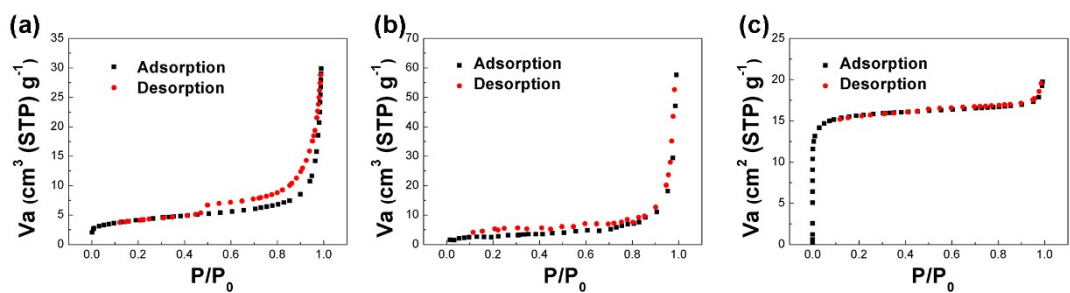 (a)
35
30
25
20
15
10
5
0
Va (cm³ (STP) g⁻¹
Adsorption
Desorption
0.0 0.2 0.4 0.6 0.8 1.0
P/P₀
(b)
70
60
50
40
30
20
10
0
Va (cm³ (STP) g⁻¹
Adsorption
Desorption
0.0 0.2 0.4 0.6 0.8 1.0
P/P₀
(c)
25
20
15
10
5
0
Va (cm² (STP) g⁻¹
Adsorption
Desorption
0.0 0.2 0.4 0.6 0.8 1.0
P/P₀